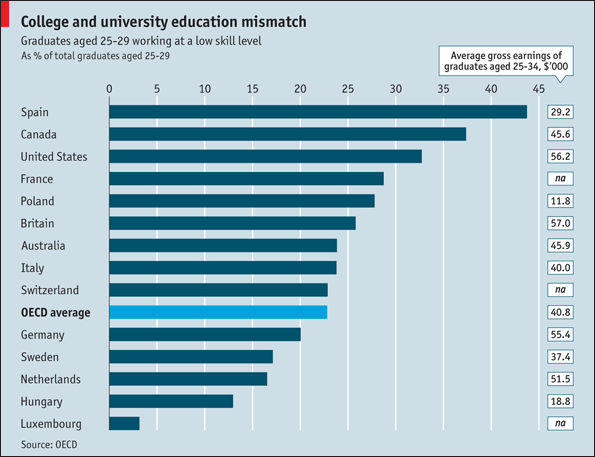 College and university education mismatch
Graduates aged 25-29 working at a low skill level
As % of total graduates aged 25-29
Average gross earnings of
graduates aged 25-34, $'000
0 5 10 15 20 25 30 35 40 45
Spain 29.2
Canada 45.6
United States 56.2
France na
Poland 11.8
Britain 57.0
Australia 45.9
Italy 40.0
Switzerland na
OECD average 40.8
Germany 55.4
Sweden 37.4
Netherlands 51.5
Hungary 18.8
Luxembourg na
Source: OECD